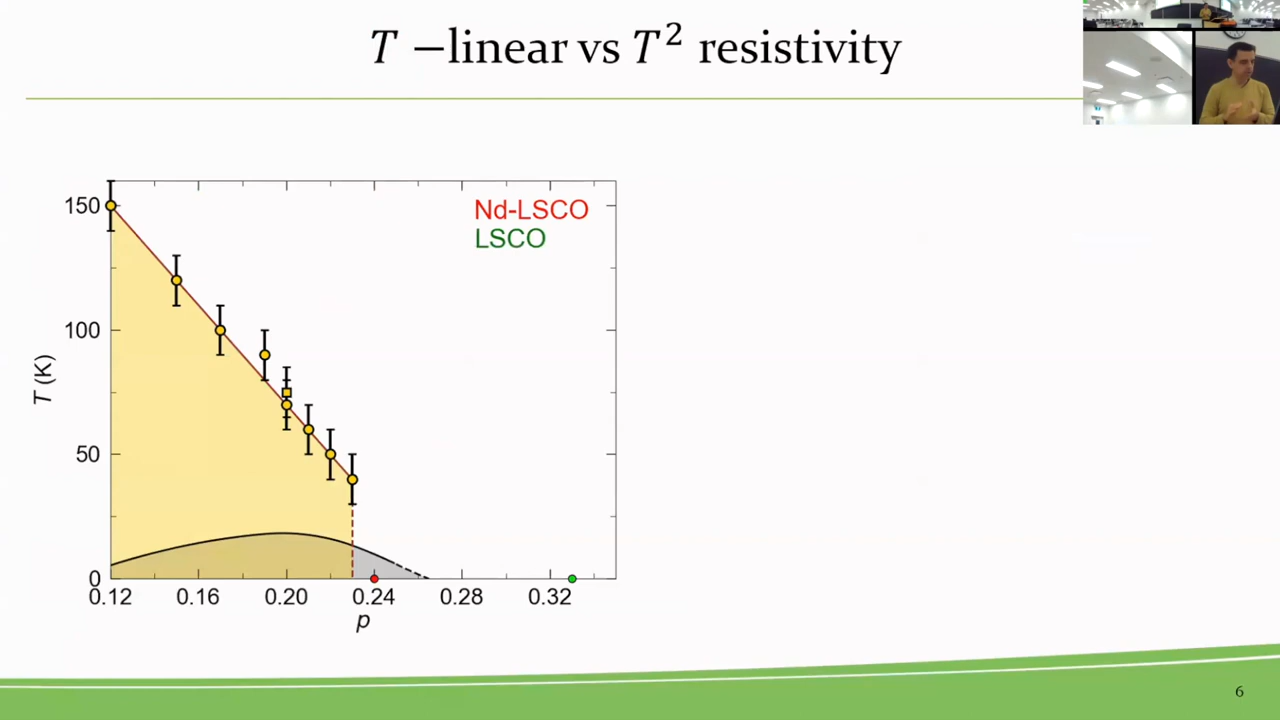 T −linear vs T² resistivity
Nd-LSCO
LSCO
150
100
50
0
T (K)
0.12 0.16 0.20 0.24 0.28 0.32
p
6